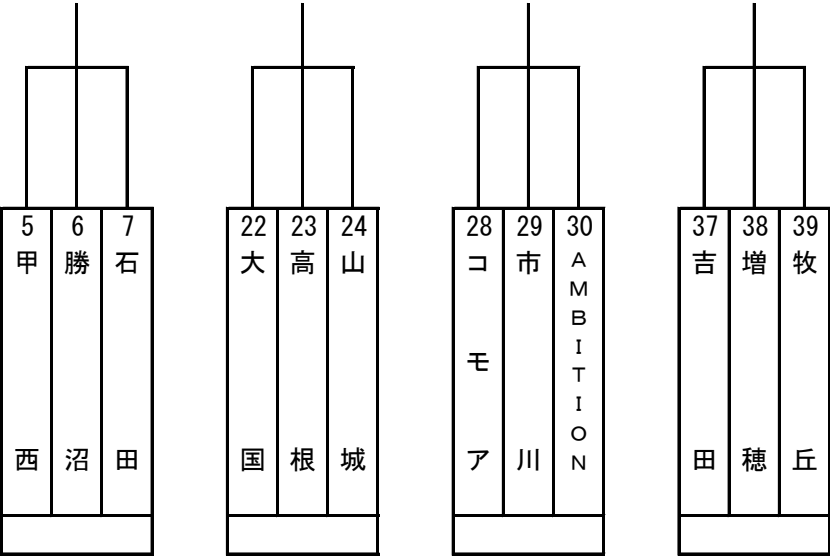 5 甲西
6 勝沼
7 石田
22 大国
23 高根
24 山城
28 コモア
29 市川
30 AMBITION
37 吉田
38 増穂
39 牧丘